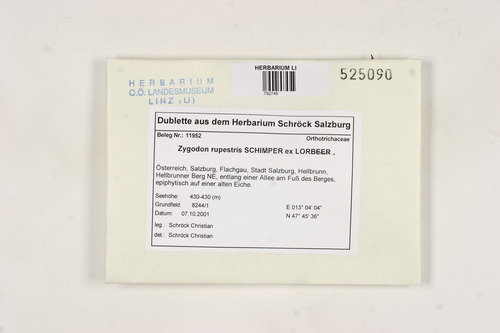 HERBARIUM LI
792745
525090
HERBARIUM
O.Ö. LANDESMUSEUM
LINZ (LI)
Dublette aus dem Herbarium Schröck Salzburg
Beleg Nr.: 11952
Orthotrichaceae
Zygodon rupestris SCHIMPER ex LORBEER ,
Österreich, Salzburg, Flachgau, Stadt Salzburg, Hellbrunn,
Hellbrunner Berg NE, entlang einer Allee am Fuß des Berges,
epiphytisch auf einer alten Eiche.
Seehöhe: 430-430 (m)
Grundfeld: 8244/1
Datum: 07.10.2001
E 013° 04' 04"
N 47° 45' 36"
leg.: Schröck Christian
det.: Schröck Christian